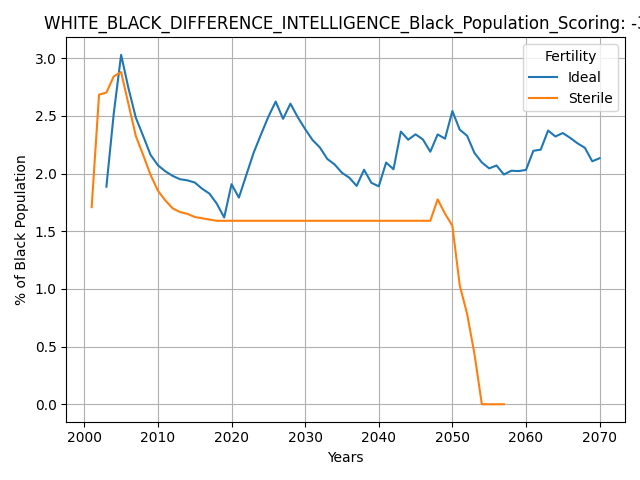 WHITE_BLACK_DIFFERENCE_INTELLIGENCE_Black_Population_Scoring: -
Fertility
Ideal
Sterile
% of Black Population
3.0
2.5
2.0
1.5
1.0
0.5
0.0
2000 2010 2020 2030 2040 2050 2060 2070
Years